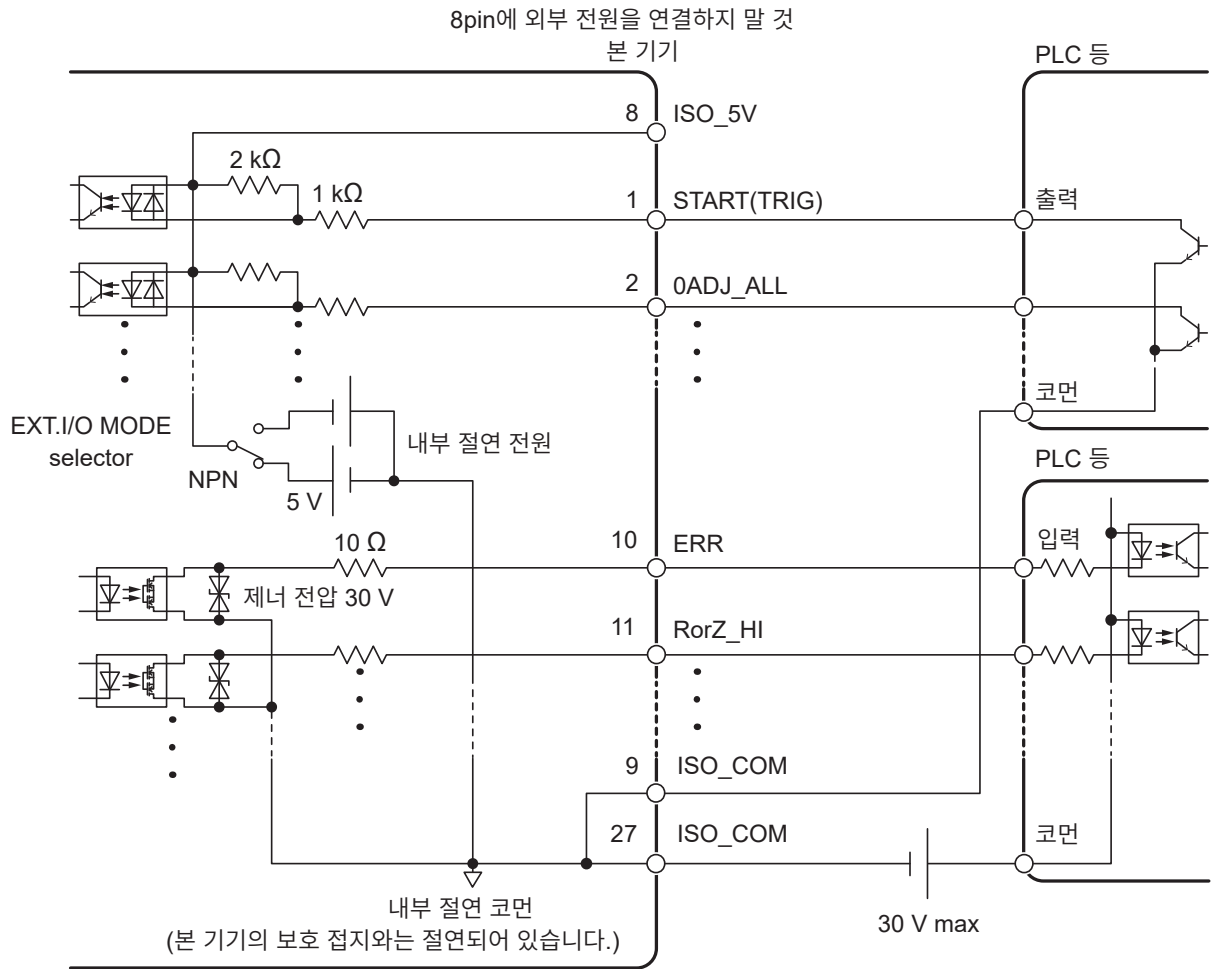 8pin에 외부 전원을 연결하지 말 것
본 기기
PLC 등
8 ISO_5V
2 kΩ
1 kΩ
1 START(TRIG)
출력
2 0ADJ_ALL
코먼
EXT.I/O MODE
selector
내부 절연 전원
NPN
5 V
PLC 등
10 Ω
10 ERR
입력
제너 전압 30 V
11 RorZ_HI
9 ISO_COM
27 ISO_COM
코먼
내부 절연 코먼
(본 기기의 보호 접지와는 절연되어 있습니다.)
30 V max